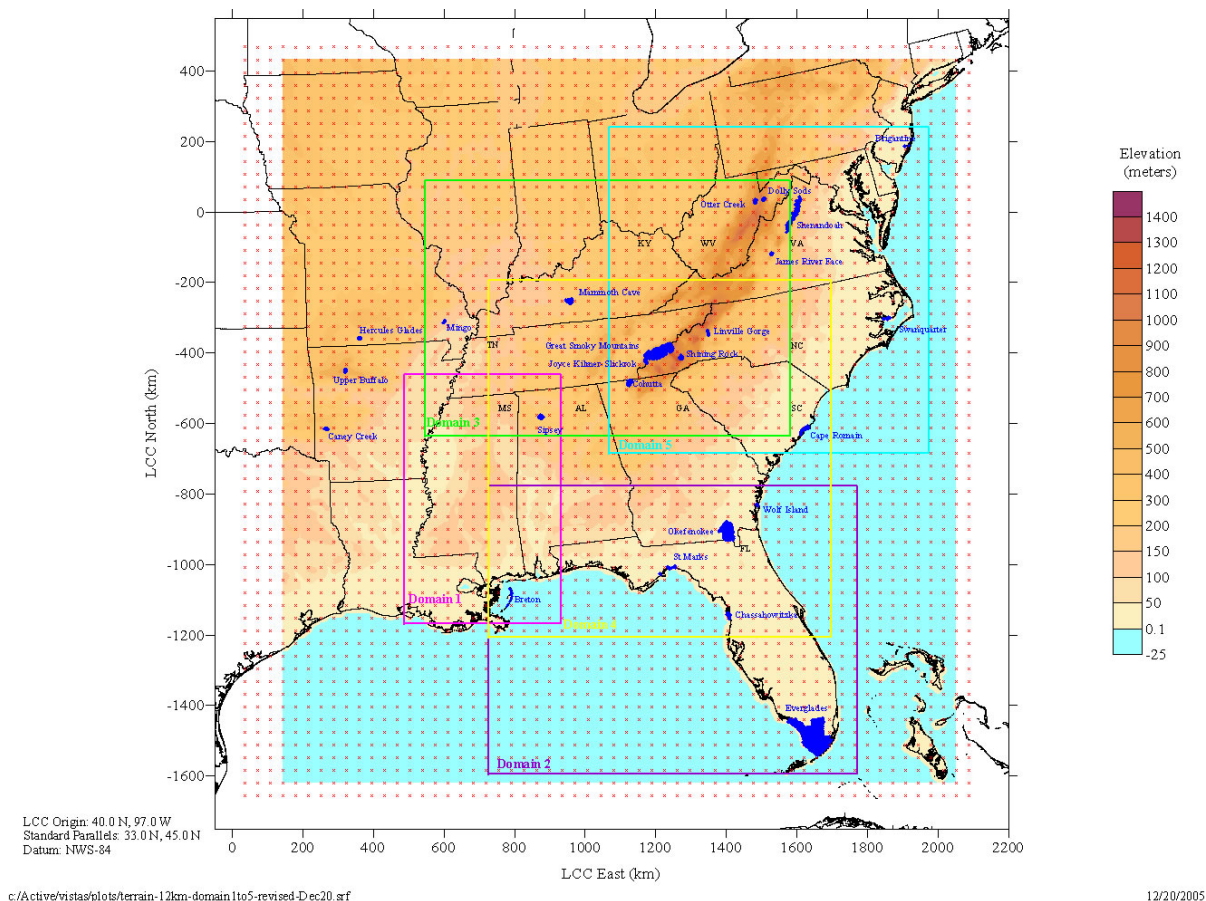 400
200
0
-200
-400
-600
-800
-1000
-1200
-1400
-1600
LCC North (km)
Brigantine
Dolly Sods
Otter Creek
Shenandoah
KY
WV
VA
James River Face
Mammoth Cave
Hercules Glades
Mingo
Linville Gorge
Swanquarter
TN
Great Smoky Mountains
NC
Shining Rock
Joyce Kilmer-Slickrok
Upper Buffalo
Cohutta
MS
AL
GA
SC
Domain 3
Sipsey
Caney Creek
Cape Romain
Domain 5
Wolf Island
Okefenokee
FL
St Marks
Domain 1
Breton
Chassahowitzka
Domain 4
Everglades
Domain 2
Elevation
(meters)
1400
1300
1200
1100
1000
900
800
700
600
500
400
300
200
150
100
50
0.1
-25
LCC Origin: 40.0 N, 97.0 W
Standard Parallels: 33.0 N, 45.0 N
Datum: NWS-84
0 200 400 600 800 1000 1200 1400 1600 1800 2000 2200
LCC East (km)
c:/Active/vistas/plots/terrain-12km-domain1to5-revised-Dec20.srf
12/20/2005